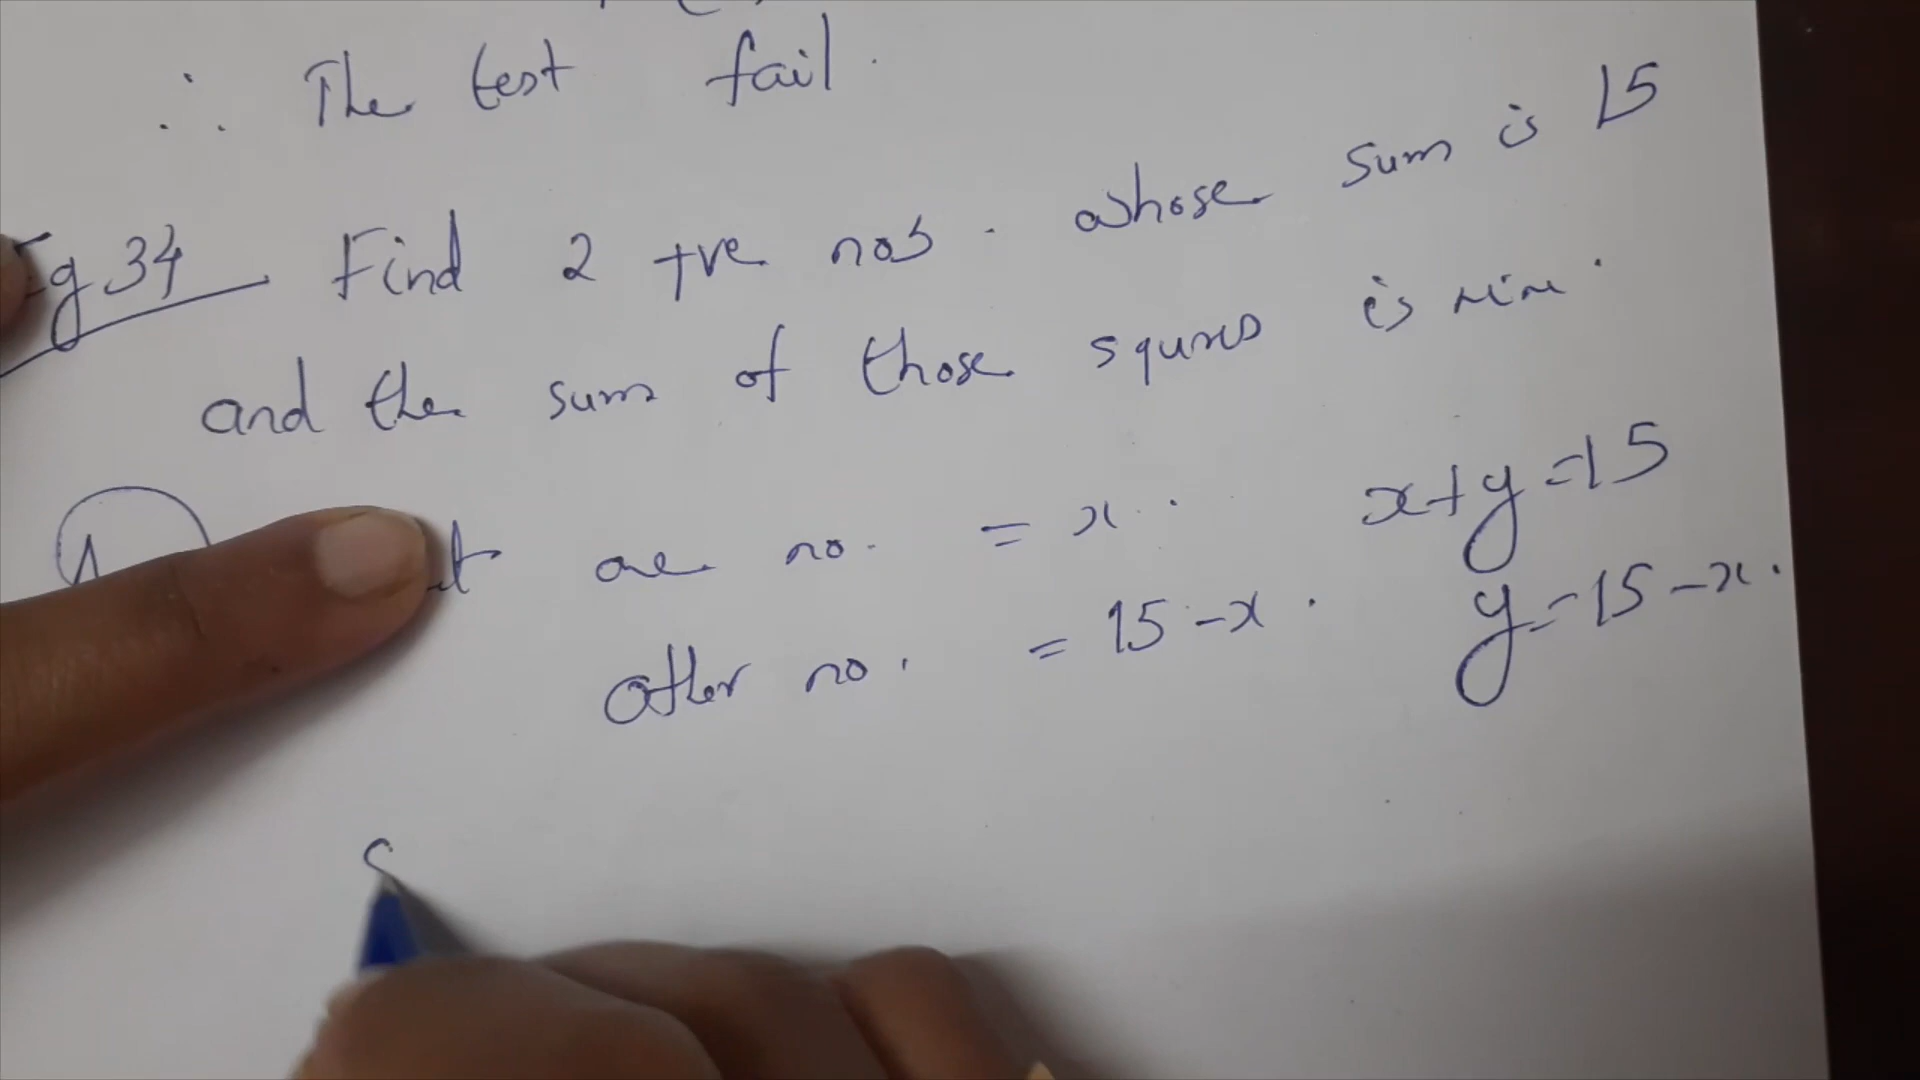 ∴ The test fail.
Eg 34 Find 2 +ve nos. whose sum is 15
and the sum of those squres is min.
one no. = x. x+y=15
other no. = 15-x. y=15-x.
S